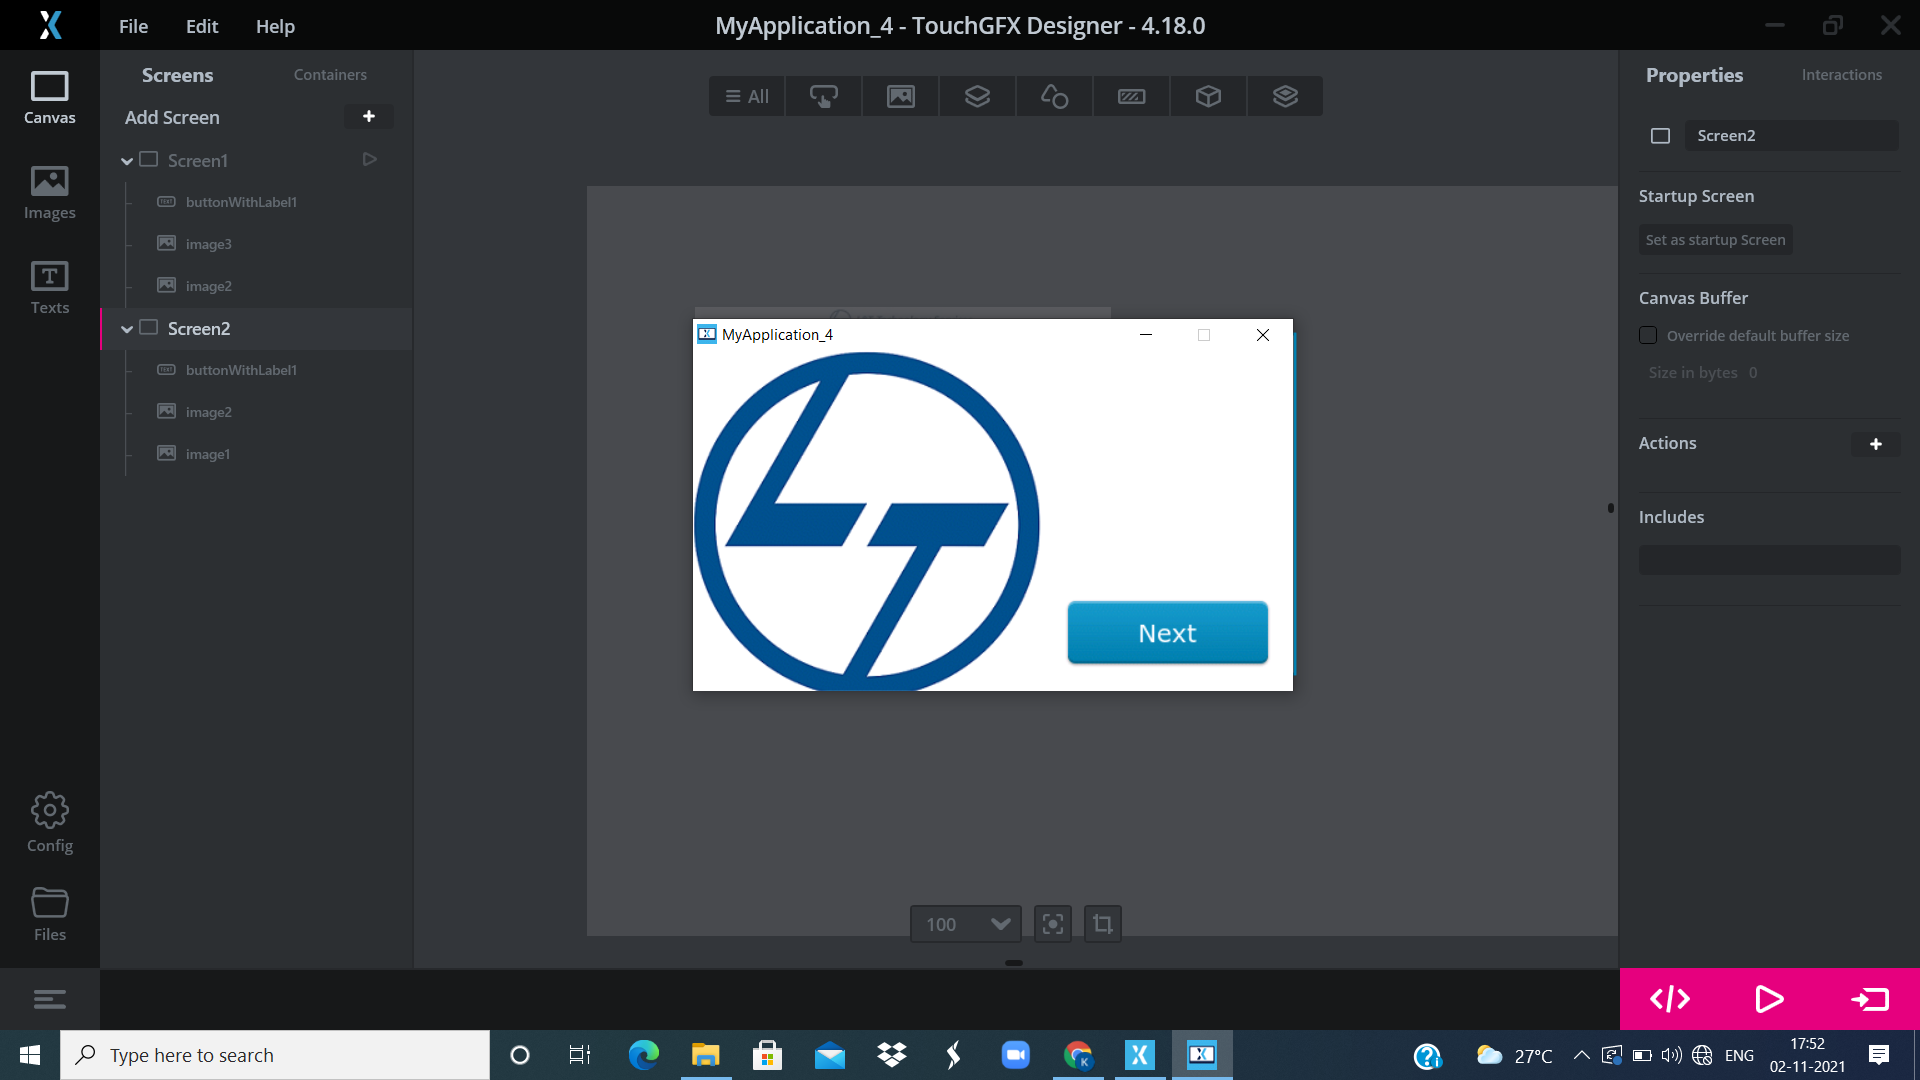 File Edit Help
MyApplication_4 - TouchGFX Designer - 4.18.0
Canvas
Images
Texts
Config
Files
Screens Containers
Add Screen
Screen1
buttonWithLabel1
image3
image2
Screen2
buttonWithLabel1
image2
image1
All
MyApplication_4
LT
Next
100
Properties Interactions
Screen2
Startup Screen
Set as startup Screen
Canvas Buffer
Override default buffer size
Size in bytes 0
Actions
Includes
Type here to search
27°C
ENG
17:52
02-11-2021